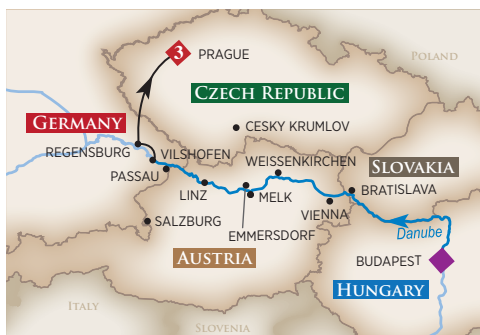 3
PRAGUE
POLAND
CZECH REPUBLIC
GERMANY
CESKY KRUMLOV
REGENSBURG
VILSHOFEN
WEISSENKIRCHEN
SLOVAKIA
PASSAU
LINZ
MELK
BRATISLAVA
VIENNA
SALZBURG
EMMERSDORF
Danube
AUSTRIA
BUDAPEST
HUNGARY
ITALY
SLOVENIA